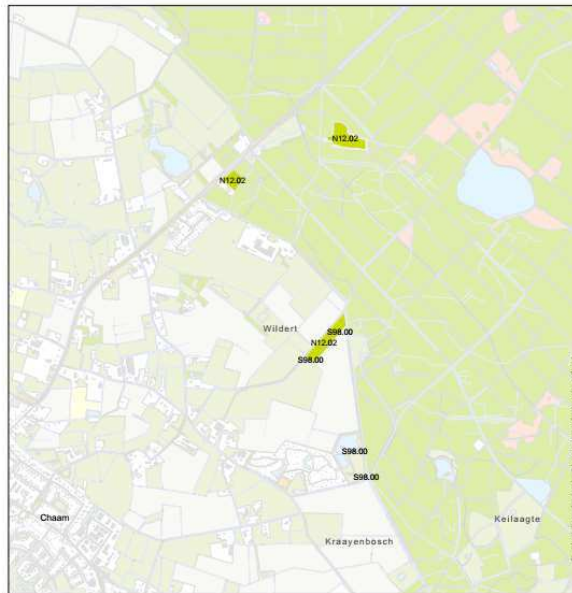 N12.02
N12.02
Wildert
S98.00
N12.02
S98.00
S98.00
S98.00
Chaam
Keilaagte
Kraayenbosch